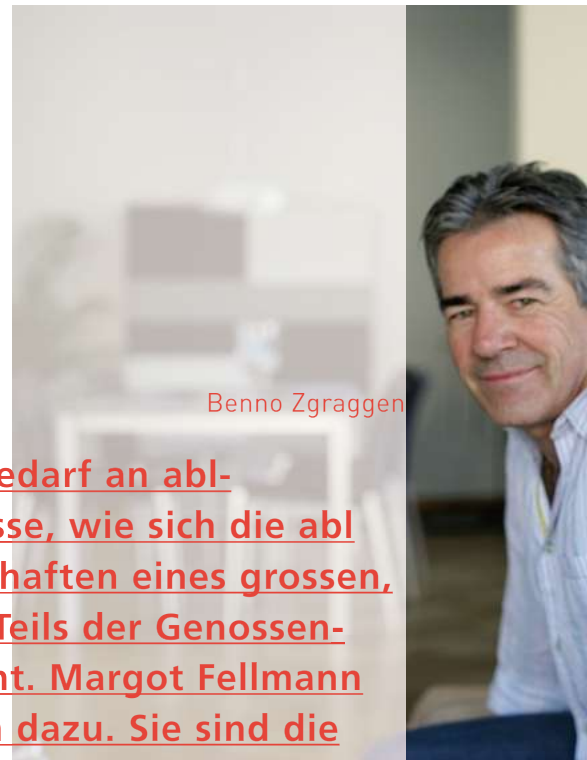 Benno Zgraggen
edarf an abl-
sse, wie sich die abl
haften eines grossen,
Teils der Genossen-
nt. Margot Fellmann
dazu. Sie sind die